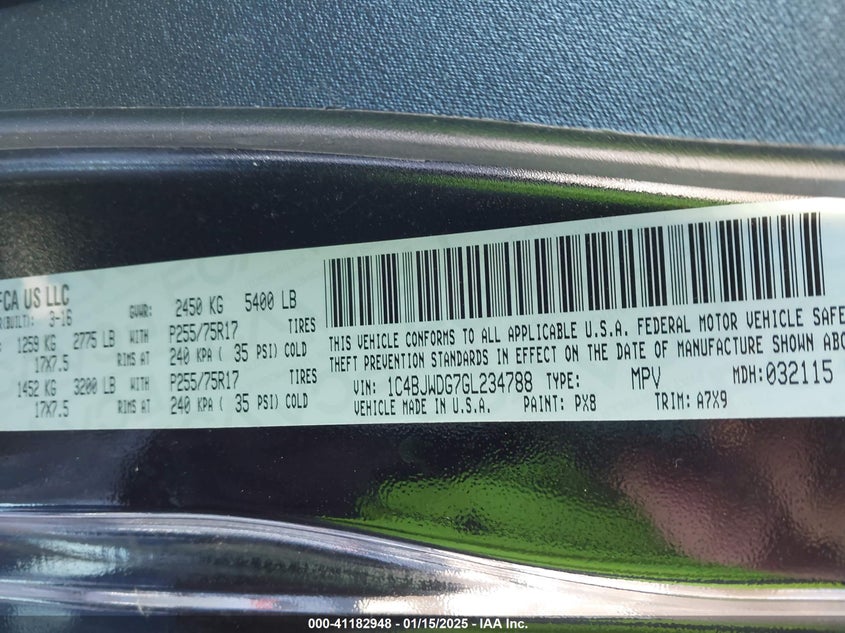 FCA US LLC
(BUILT): 3-16
GVWR: 2450 KG 5400 LB
1259 KG 2775 LB WITH P255/75R17 TIRES
17X7.5 RIMS AT 240 KPA ( 35 PSI) COLD
1452 KG 3200 LB WITH P255/75R17 TIRES
17X7.5 RIMS AT 240 KPA ( 35 PSI) COLD
THIS VEHICLE CONFORMS TO ALL APPLICABLE U.S.A. FEDERAL MOTOR VEHICLE SAFE
THEFT PREVENTION STANDARDS IN EFFECT ON THE DATE OF MANUFACTURE SHOWN ABO
VIN: 1C4BJWDG7GL234788 TYPE: MPV MDH:032115
VEHICLE MADE IN U.S.A. PAINT: PX8 TRIM: A7X9
000-41182948 - 01/15/2025 - IAA Inc.